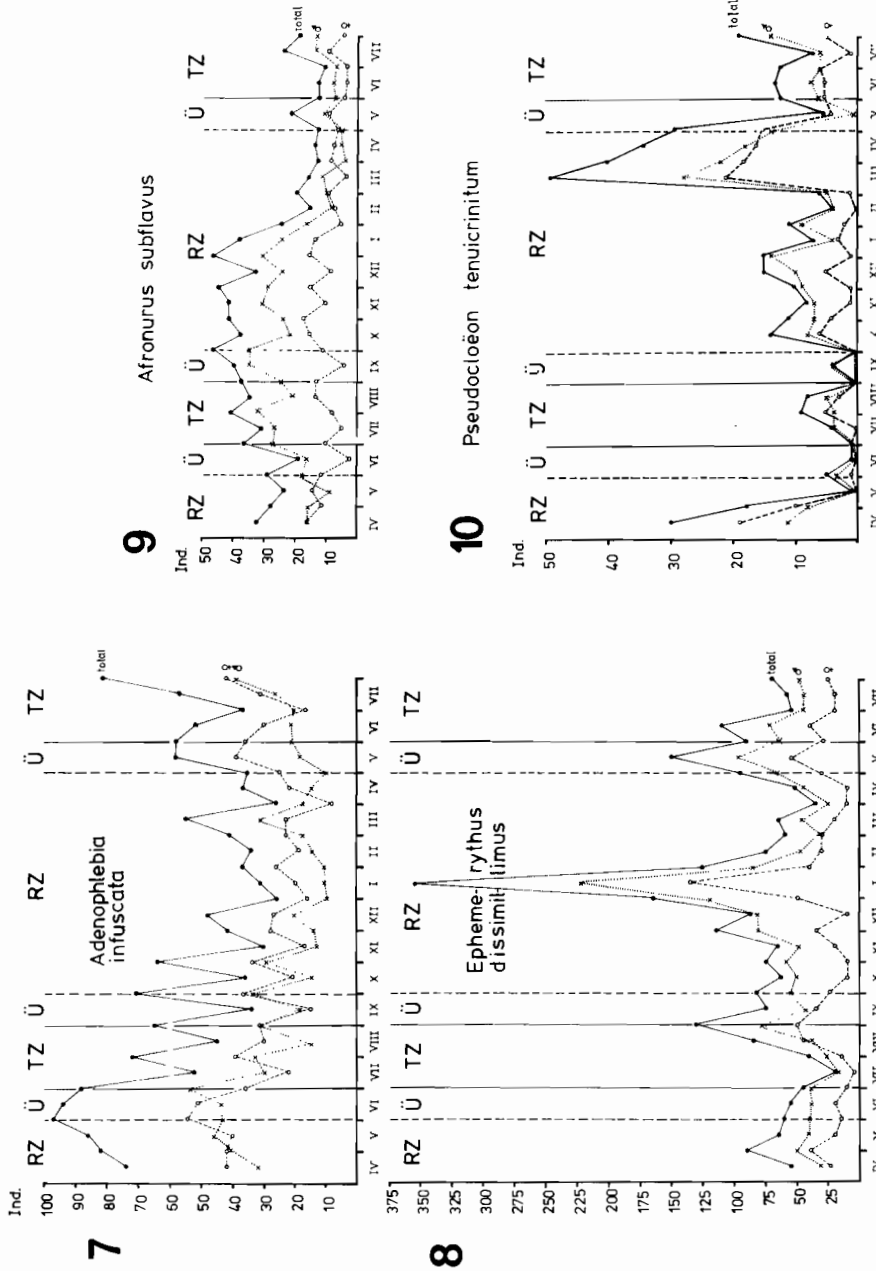 7
Ind.
RZ Ü TZ Ü RZ Ü TZ
Adenophlebia
infuscata
100
90
80
70
60
50
40
30
20
10
total
♀
♂
IV V VI VII VIII IX X XI XII I II III IV V VI VII
8
RZ Ü TZ Ü RZ Ü TZ
Epheme- rythus
dissimil- limus
375
350
325
300
275
250
225
200
175
150
125
100
75
50
25
total
♂
♀
9
Afronurus subflavus
Ind.
RZ Ü TZ Ü RZ Ü TZ
50
40
30
20
10
total
♂
♀
IV V VI VII VIII IX X XI XII I II III IV V VI VII
10
Pseudocloëon tenuicrinitum
Ind.
RZ Ü TZ Ü RZ Ü TZ
50
30
20
10
total
♂
♀